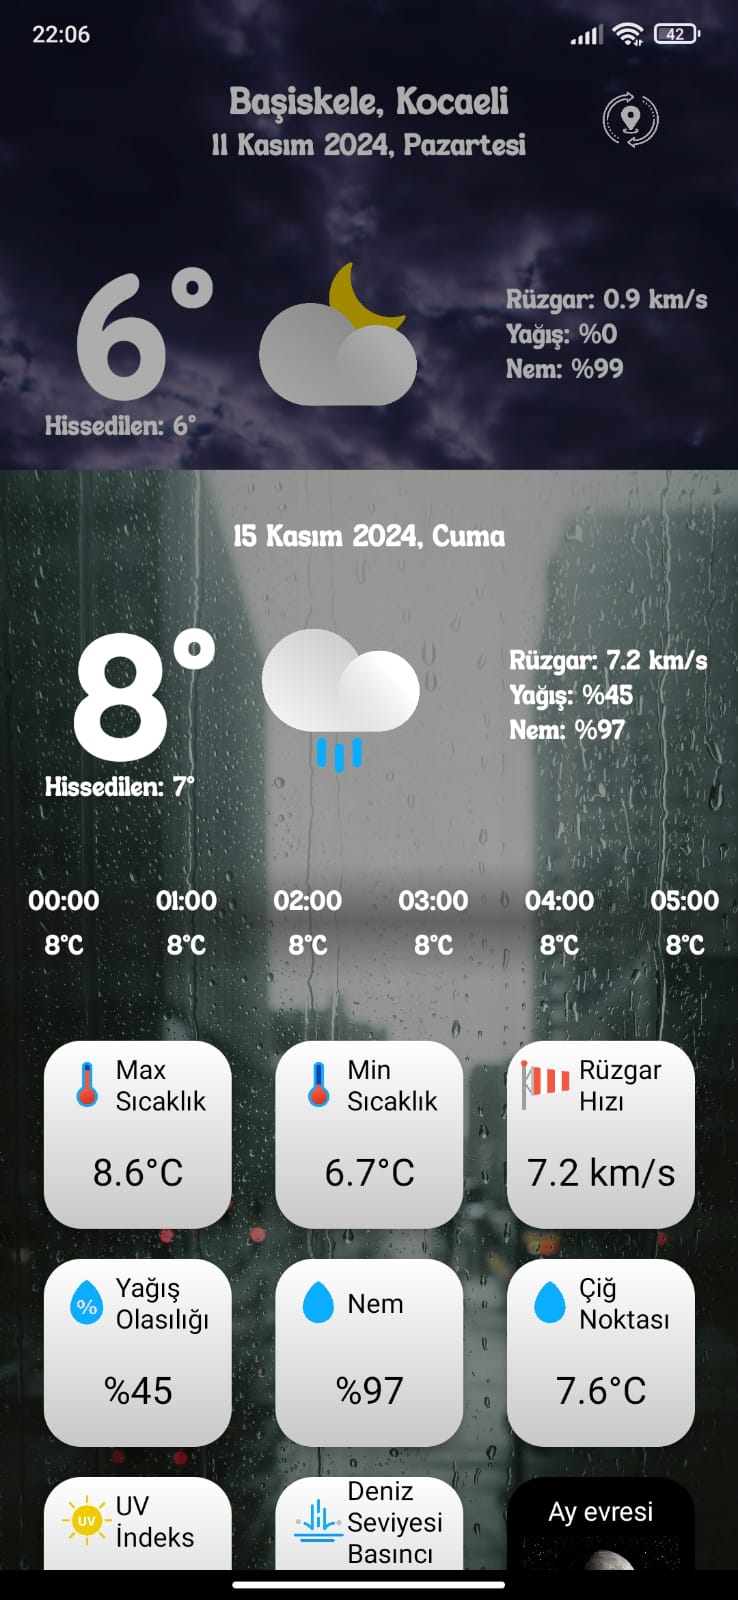 22:06
42
Başiskele, Kocaeli
11 Kasım 2024, Pazartesi
6°
Rüzgar: 0.9 km/s
Yağış: %0
Nem: %99
Hissedilen: 6°
15 Kasım 2024, Cuma
8°
Rüzgar: 7.2 km/s
Yağış: %45
Nem: %97
Hissedilen: 7°
00:00 01:00 02:00 03:00 04:00 05:00
8°C 8°C 8°C 8°C 8°C 8°C
Max
Sıcaklık
8.6°C
Min
Sıcaklık
6.7°C
Rüzgar
Hızı
7.2 km/s
%
Yağış
Olasılığı
%45
Nem
%97
Çiğ
Noktası
7.6°C
UV
UV
İndeks
Deniz
Seviyesi
Basıncı
Ay evresi